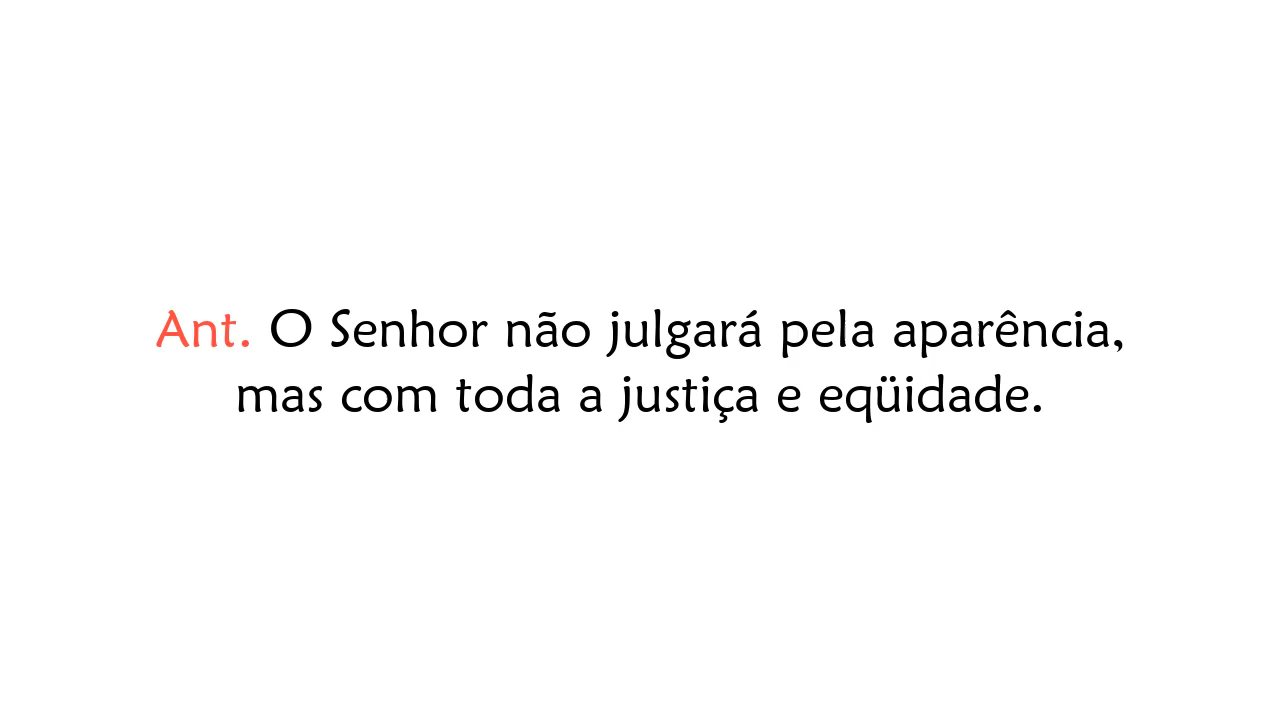 Ant. O Senhor não julgará pela aparência,
mas com toda a justiça e eqüidade.